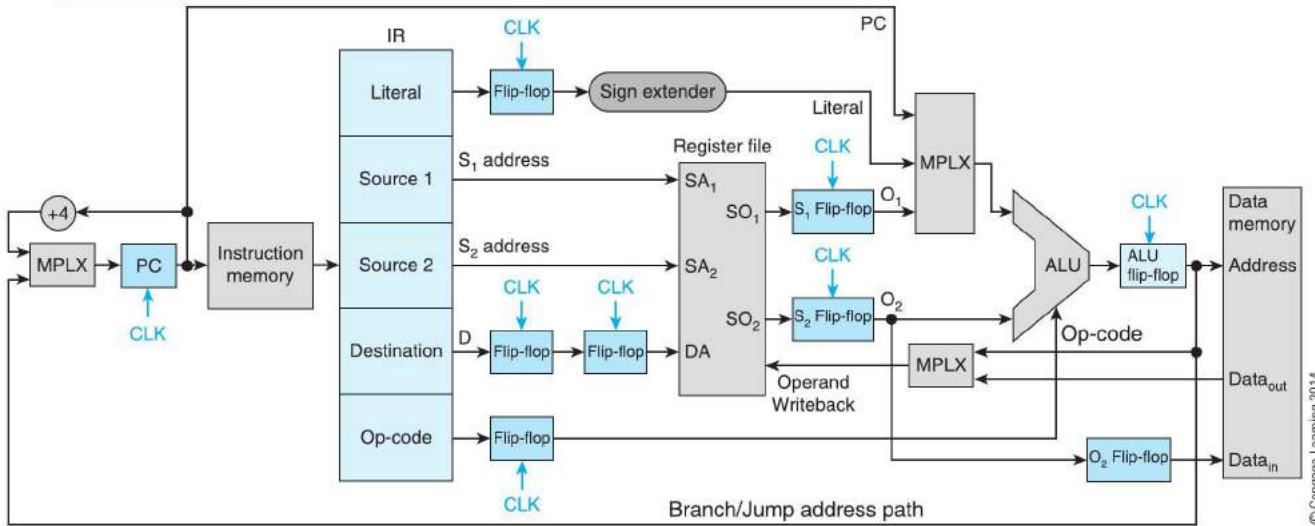 CLK
IR
PC
Literal
Flip-flop
Sign extender
Literal
Register file
CLK
MPLX
S₁ address
Source 1
SA₁
SO₁
S₁ Flip-flop
O₁
+4
MPLX
PC
CLK
Instruction
memory
S₂ address
Source 2
SA₂
CLK
SO₂
S₂ Flip-flop
O₂
ALU
CLK
ALU
flip-flop
Data
memory
Address
CLK
CLK
Destination
D
Flip-flop
Flip-flop
DA
Op-code
MPLX
Operand
Writeback
Data_out
Op-code
Flip-flop
CLK
O₂ Flip-flop
Data_in
Branch/Jump address path
© Cengage Learning 2014